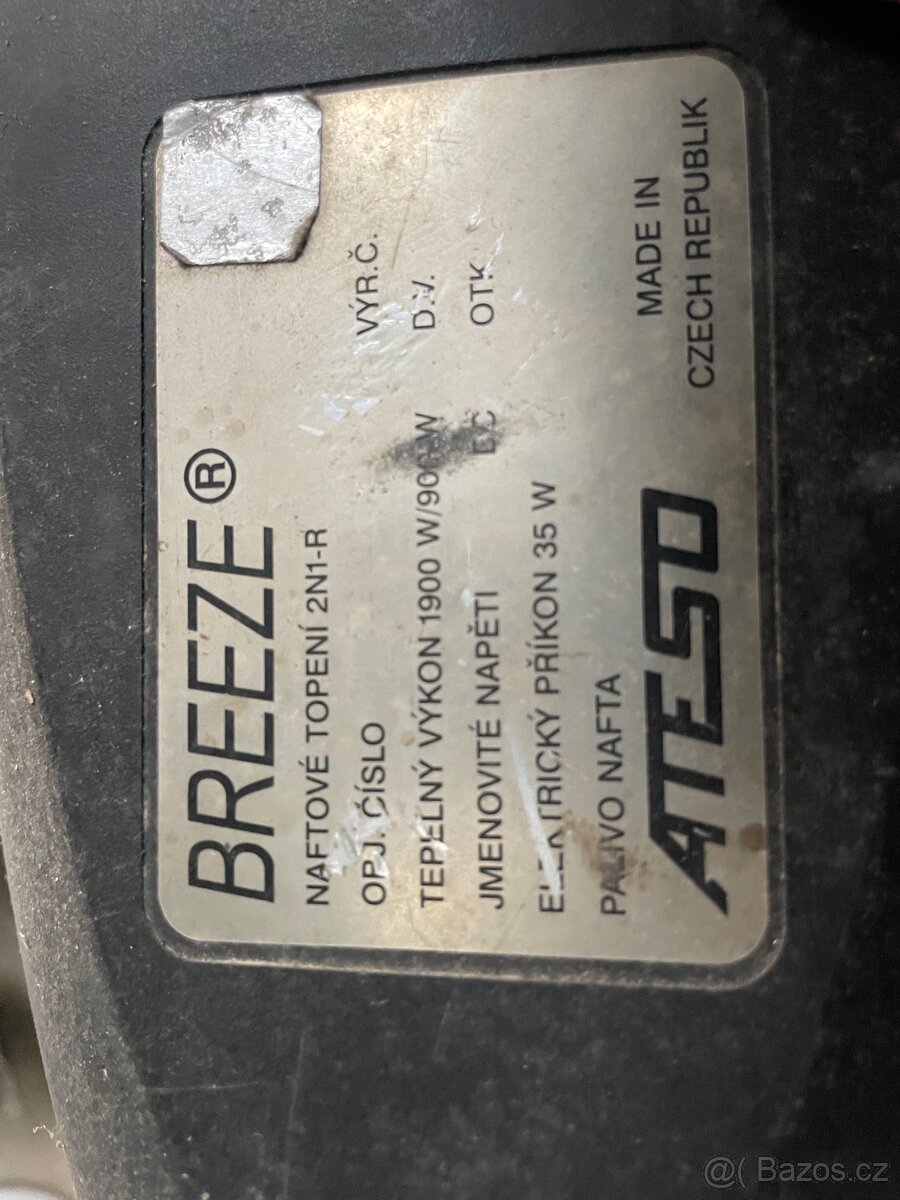 BREEZE®
NAFTOVÉ TOPENÍ 2N1-R
OPJ. ČÍSLO VÝR.Č.
TEPELNÝ VÝKON 1900 W/900 W D.V.
JMENOVITÉ NAPĚTÍ DC OTK.
ELEKTRICKÝ PŘÍKON 35 W
PALIVO NAFTA
ATESO
MADE IN
CZECH REPUBLIK
@( Bazos.cz